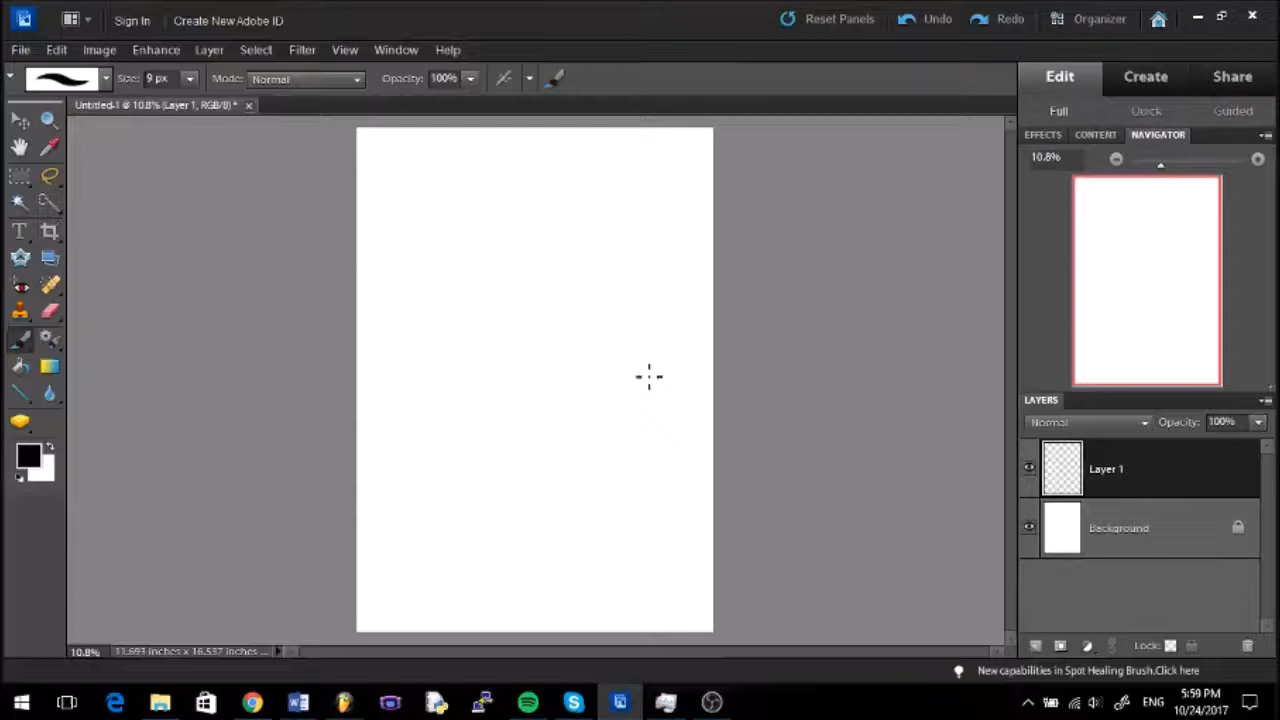 Sign In Create New Adobe ID Reset Panels Undo Redo Organizer
File Edit Image Enhance Layer Select Filter View Window Help
Size: 9 px Mode: Normal Opacity: 100% Edit Create Share
Untitled-1 @ 10.8% (Layer 1, RGB/8) * Full Quick Guided
EFFECTS CONTENT NAVIGATOR
10.8%
LAYERS
Normal Opacity: 100%
Layer 1
Background
10.8% 11.693 inches x 16.537 inches ... Lock:
New capabilities in Spot Healing Brush.Click here
ENG 5:59 PM
10/24/2017